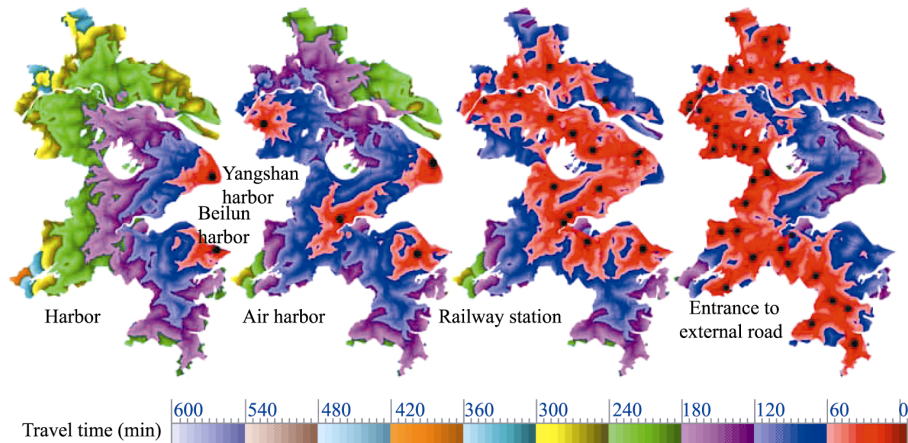 Yangshan
harbor
Beilun
harbor
Harbor
Air harbor
Railway station
Entrance to
external road
600 540 480 420 360 300 240 180 120 60 0
Travel time (min)